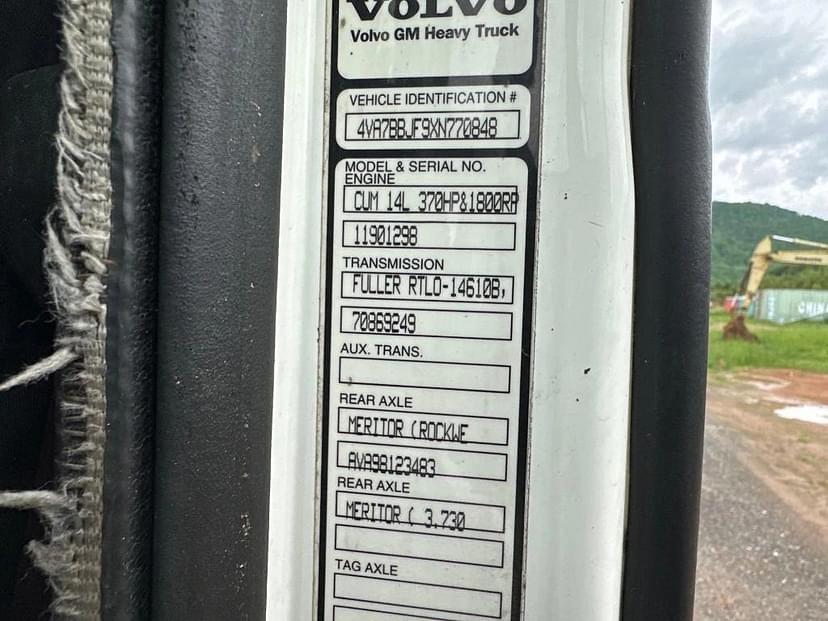 VOLVO
Volvo GM Heavy Truck
VEHICLE IDENTIFICATION #
4VA7BBJF9XN770848
MODEL & SERIAL NO.
ENGINE
CUM 14L 370HP&1800RP
11901298
TRANSMISSION
FULLER RTLO-14610B,
70869249
AUX. TRANS.
REAR AXLE
MERITOR (ROCKWE
AVA98123483
REAR AXLE
MERITOR ( 3.730
TAG AXLE